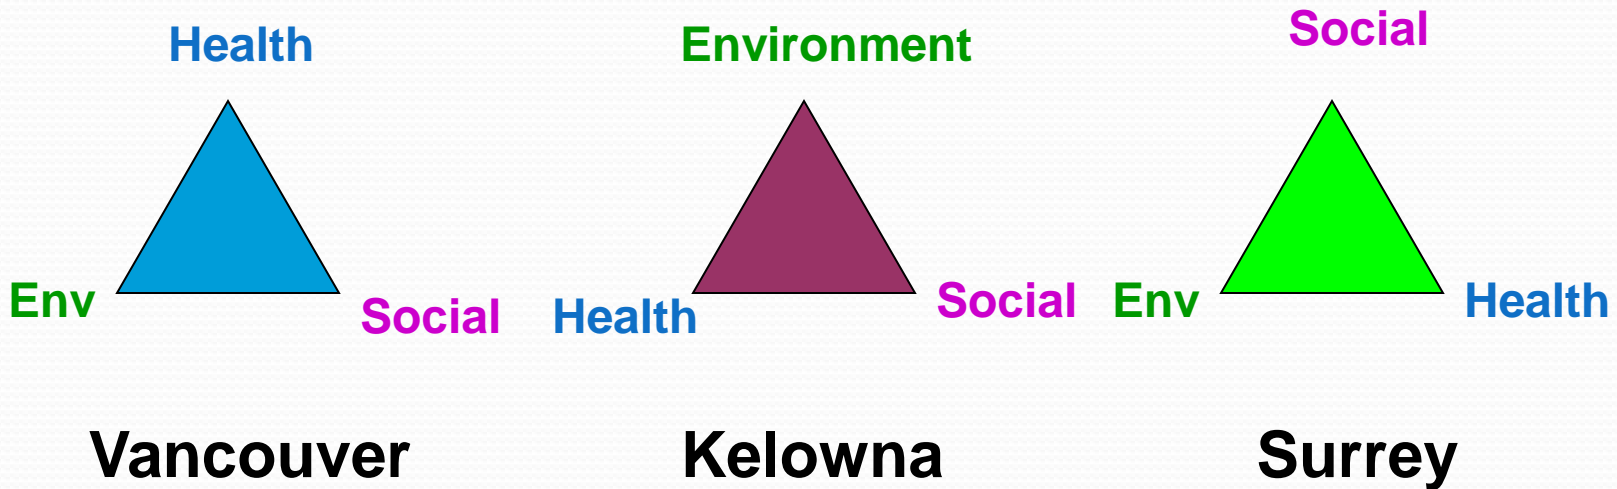 Health
Env
Social
Vancouver
Environment
Health
Social
Kelowna
Social
Env
Health
Surrey